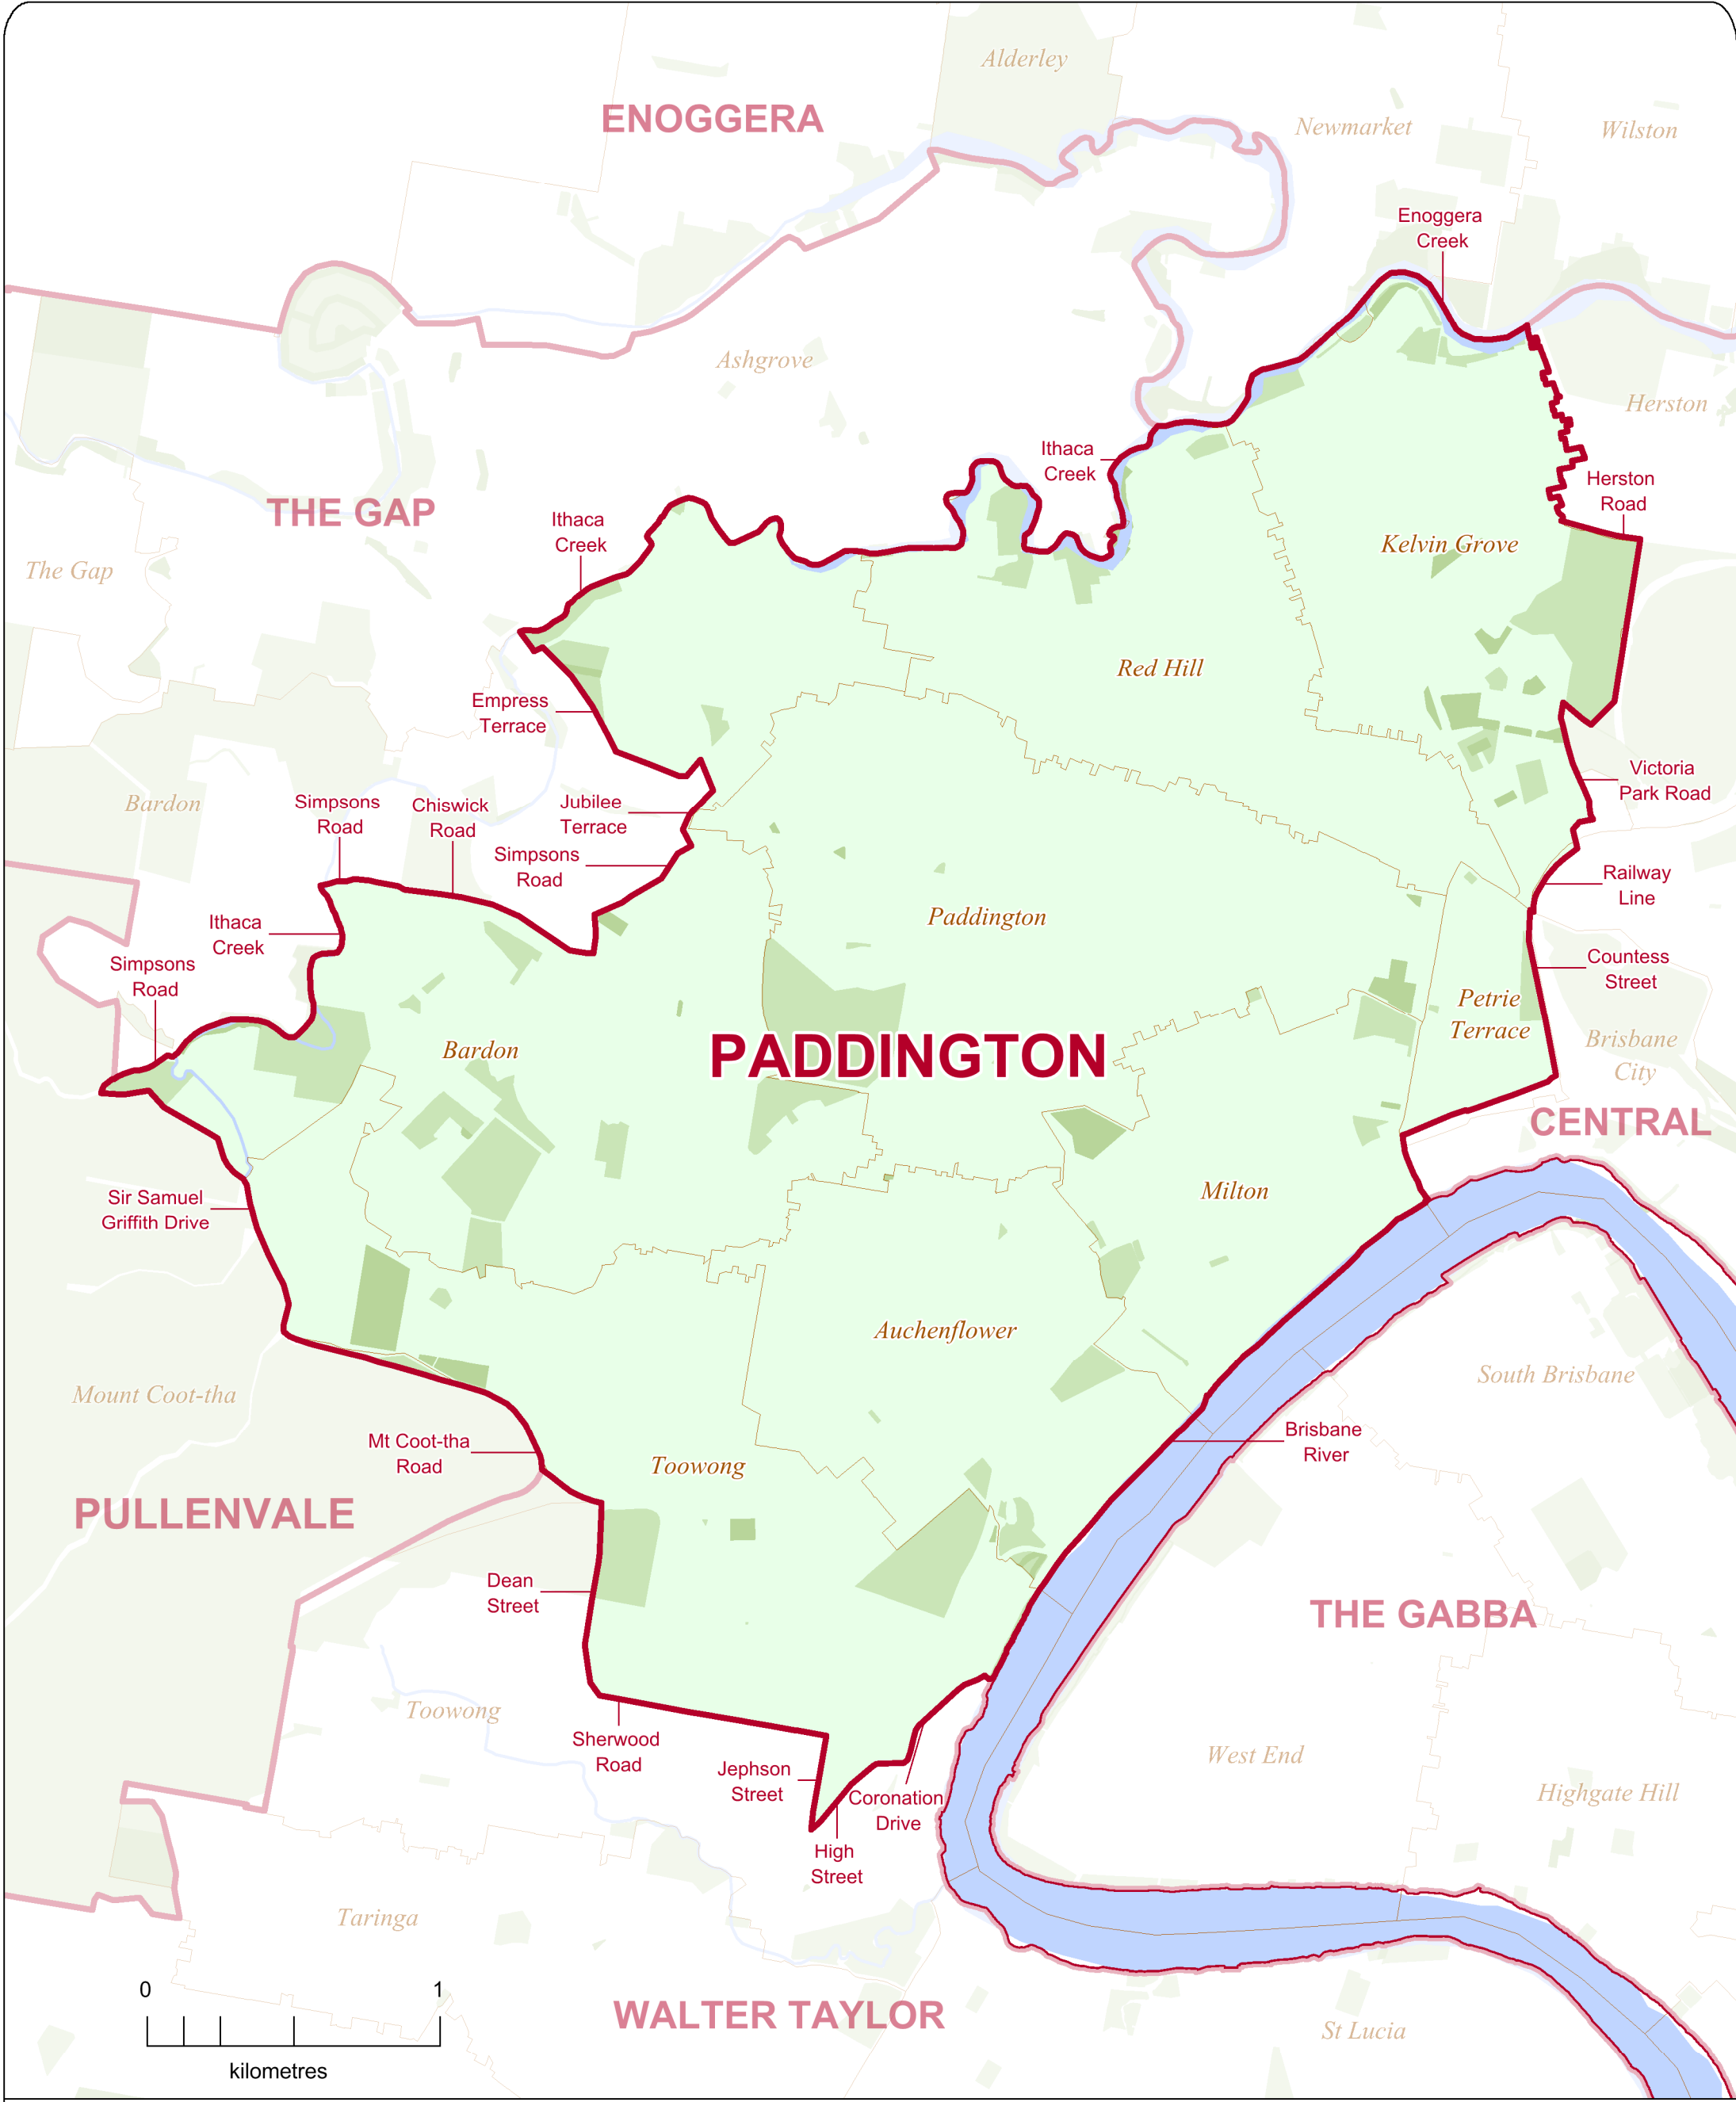 Alderley
ENOGGERA
Newmarket
Wilston
Enoggera
Creek
Ashgrove
Herston
Ithaca
Creek
Herston
Road
THE GAP
Ithaca
Creek
Kelvin Grove
The Gap
Red Hill
Empress
Terrace
Victoria
Park Road
Bardon
Simpsons
Road
Chiswick
Road
Jubilee
Terrace
Simpsons
Road
Railway
Line
Ithaca
Creek
Paddington
Simpsons
Road
Countess
Street
Petrie
Terrace
Bardon
PADDINGTON
Brisbane
City
CENTRAL
Milton
Sir Samuel
Griffith Drive
Auchenflower
South Brisbane
Mount Coot-tha
Mt Coot-tha
Road
Toowong
Brisbane
River
PULLENVALE
Dean
Street
THE GABBA
Toowong
Sherwood
Road
Jephson
Street
Coronation
Drive
West End
Highgate Hill
High
Street
Taringa
0 1
kilometres
WALTER TAYLOR
St Lucia